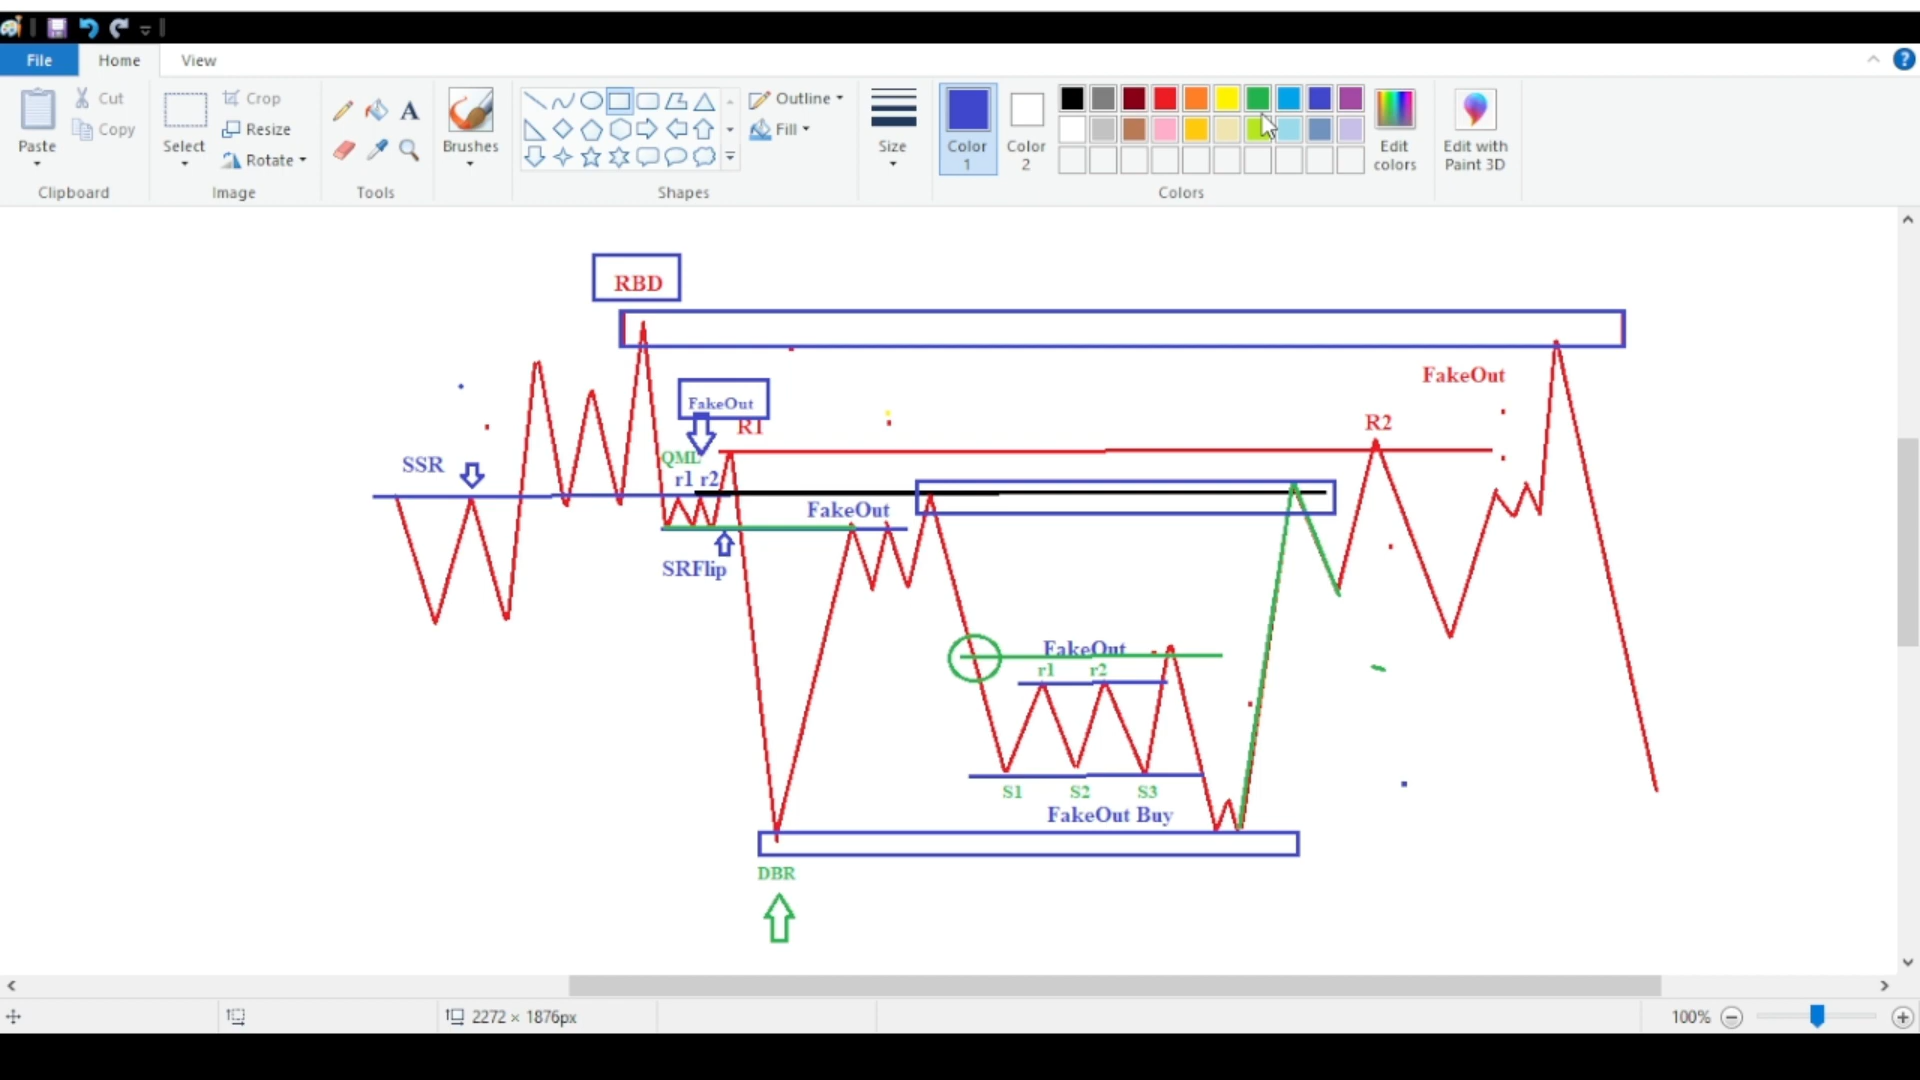 File Home View
Paste
Cut
Copy
Clipboard
Select
Crop
Resize
Rotate
Image
Tools
Brushes
Shapes
Outline
Fill
Size
Color 1
Color 2
Colors
Edit colors
Edit with Paint 3D
RBD
FakeOut
R1
SSR
QML
r1 r2
FakeOut
SRFlip
FakeOut
R2
FakeOut
r1 r2
S1 S2 S3
FakeOut Buy
DBR
2272 × 1876px
100%